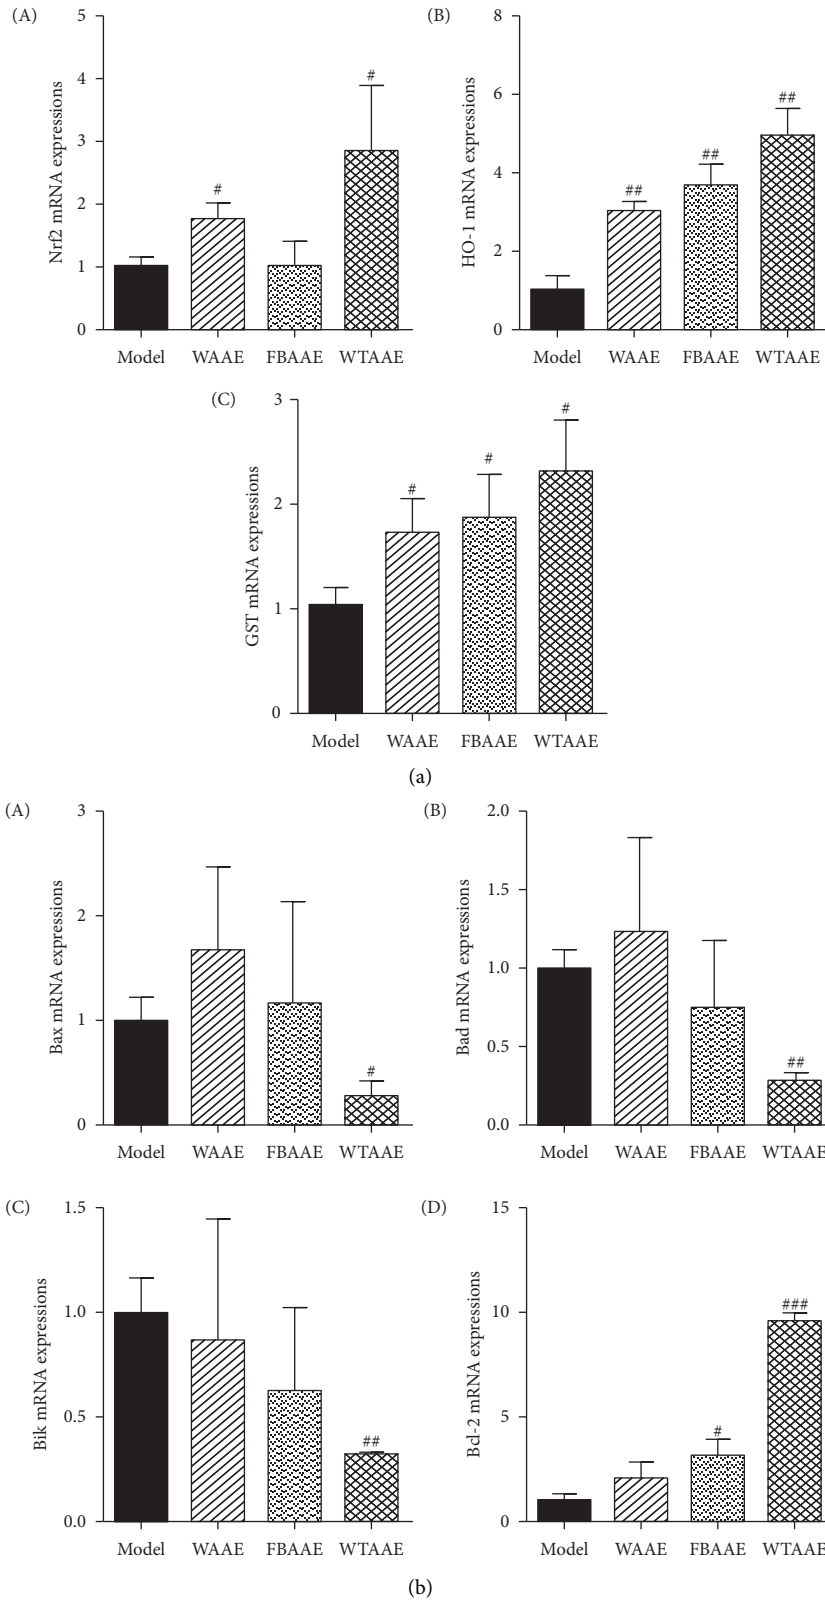 (A)
5
4
3
2
1
0
Nrf2 mRNA expressions
#
#
Model WAAE FBAAE WTAAE
(B)
8
6
4
2
0
HO-1 mRNA expressions
##
##
##
Model WAAE FBAAE WTAAE
(C)
3
2
1
0
GST mRNA expressions
#
#
#
Model WAAE FBAAE WTAAE
(a)
(A)
3
2
1
0
Bax mRNA expressions
#
Model WAAE FBAAE WTAAE
(B)
2.0
1.5
1.0
0.5
0.0
Bad mRNA expressions
##
Model WAAE FBAAE WTAAE
(C)
1.5
1.0
0.5
0.0
Bik mRNA expressions
##
Model WAAE FBAAE WTAAE
(D)
15
10
5
0
Bcl-2 mRNA expressions
#
###
Model WAAE FBAAE WTAAE
(b)